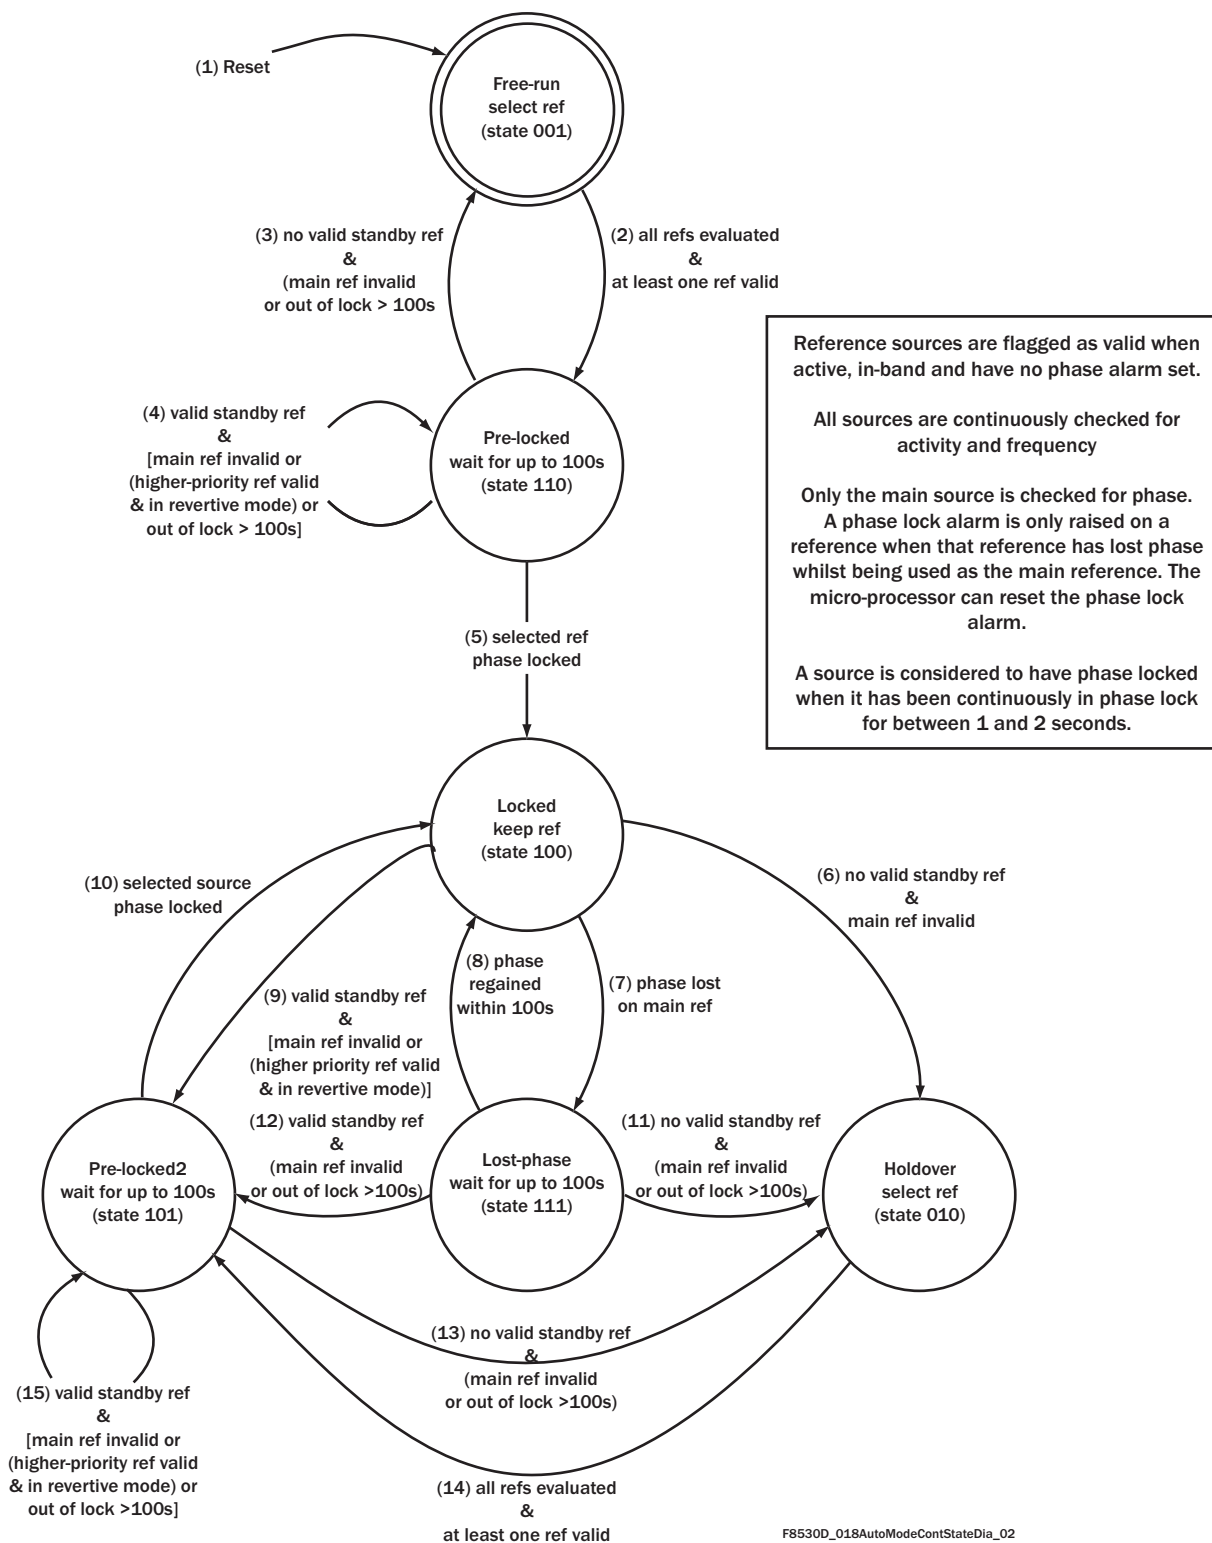 (1) Reset
Free-run
select ref
(state 001)
(3) no valid standby ref
&
(main ref invalid
or out of lock > 100s
(2) all refs evaluated
&
at least one ref valid
Reference sources are flagged as valid when
active, in-band and have no phase alarm set.
All sources are continuously checked for
activity and frequency
Only the main source is checked for phase.
A phase lock alarm is only raised on a
reference when that reference has lost phase
whilst being used as the main reference. The
micro-processor can reset the phase lock
alarm.
A source is considered to have phase locked
when it has been continuously in phase lock
for between 1 and 2 seconds.
(4) valid standby ref
&
[main ref invalid or
(higher-priority ref valid
& in revertive mode) or
out of lock > 100s]
Pre-locked
wait for up to 100s
(state 110)
(5) selected ref
phase locked
Locked
keep ref
(state 100)
(10) selected source
phase locked
(6) no valid standby ref
&
main ref invalid
(9) valid standby ref
&
[main ref invalid or
(higher priority ref valid
& in revertive mode)]
(8) phase
regained
within 100s
(7) phase lost
on main ref
(12) valid standby ref
&
(main ref invalid
or out of lock >100s)
(11) no valid standby ref
&
(main ref invalid
or out of lock >100s)
Pre-locked2
wait for up to 100s
(state 101)
Lost-phase
wait for up to 100s
(state 111)
Holdover
select ref
(state 010)
(13) no valid standby ref
&
(main ref invalid
or out of lock >100s)
(15) valid standby ref
&
[main ref invalid or
(higher-priority ref valid
& in revertive mode) or
out of lock >100s]
(14) all refs evaluated
&
at least one ref valid
F8530D_018AutoModeContStateDia_02